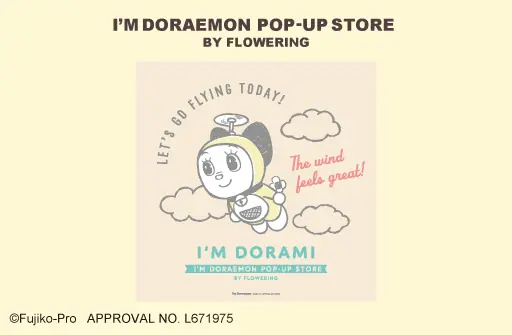 I'M DORAEMON POP-UP STORE
BY FLOWERING
LET'S GO FLYING TODAY!
The wind
feels great!
I'M DORAMI
I'M DORAEMON POP-UP STORE
BY FLOWERING
©Fujiko-Pro APPROVAL NO. L671975